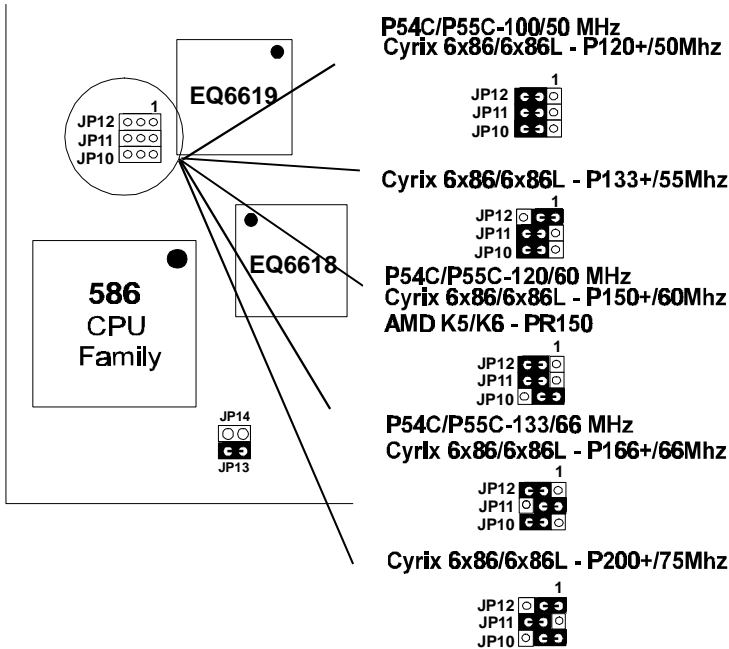 EQ6619
1
JP12
JP11
JP10
EQ6618
586
CPU
Family
JP14
JP13
P54C/P55C-100/50 MHz
Cyrix 6x86/6x86L - P120+/50Mhz
1
JP12
JP11
JP10
Cyrix 6x86/6x86L - P133+/55Mhz
1
JP12
JP11
JP10
P54C/P55C-120/60 MHz
Cyrix 6x86/6x86L - P150+/60Mhz
AMD K5/K6 - PR150
1
JP12
JP11
JP10
P54C/P55C-133/66 MHz
Cyrix 6x86/6x86L - P166+/66Mhz
1
JP12
JP11
JP10
Cyrix 6x86/6x86L - P200+/75Mhz
1
JP12
JP11
JP10